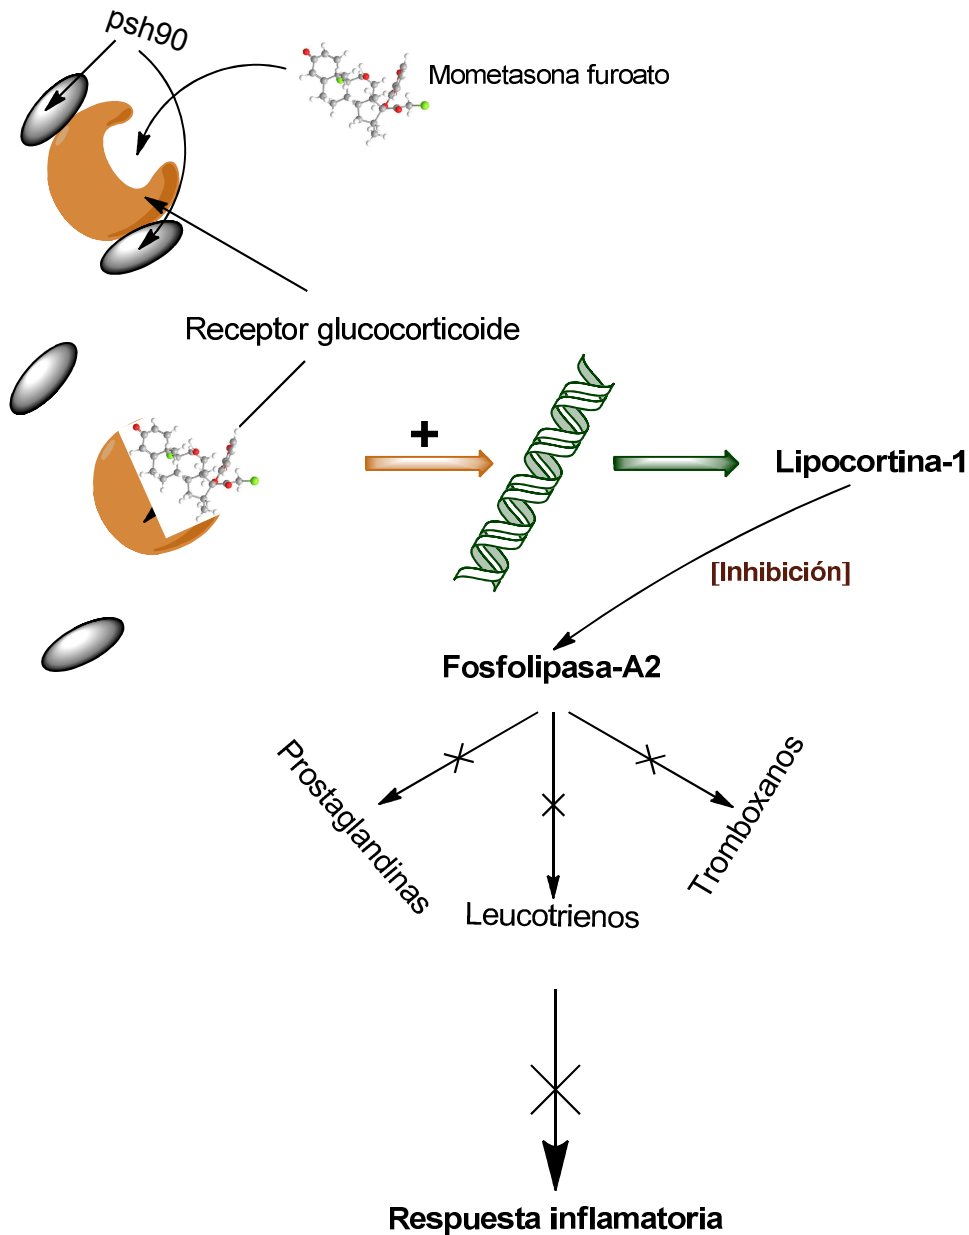 psh90
Mometasona furoato
Receptor glucocorticoide
+
Lipocortina-1
[Inhibición]
Fosfolipasa-A2
Prostaglandinas
Leucotrienos
Tromboxanos
Respuesta inflamatoria